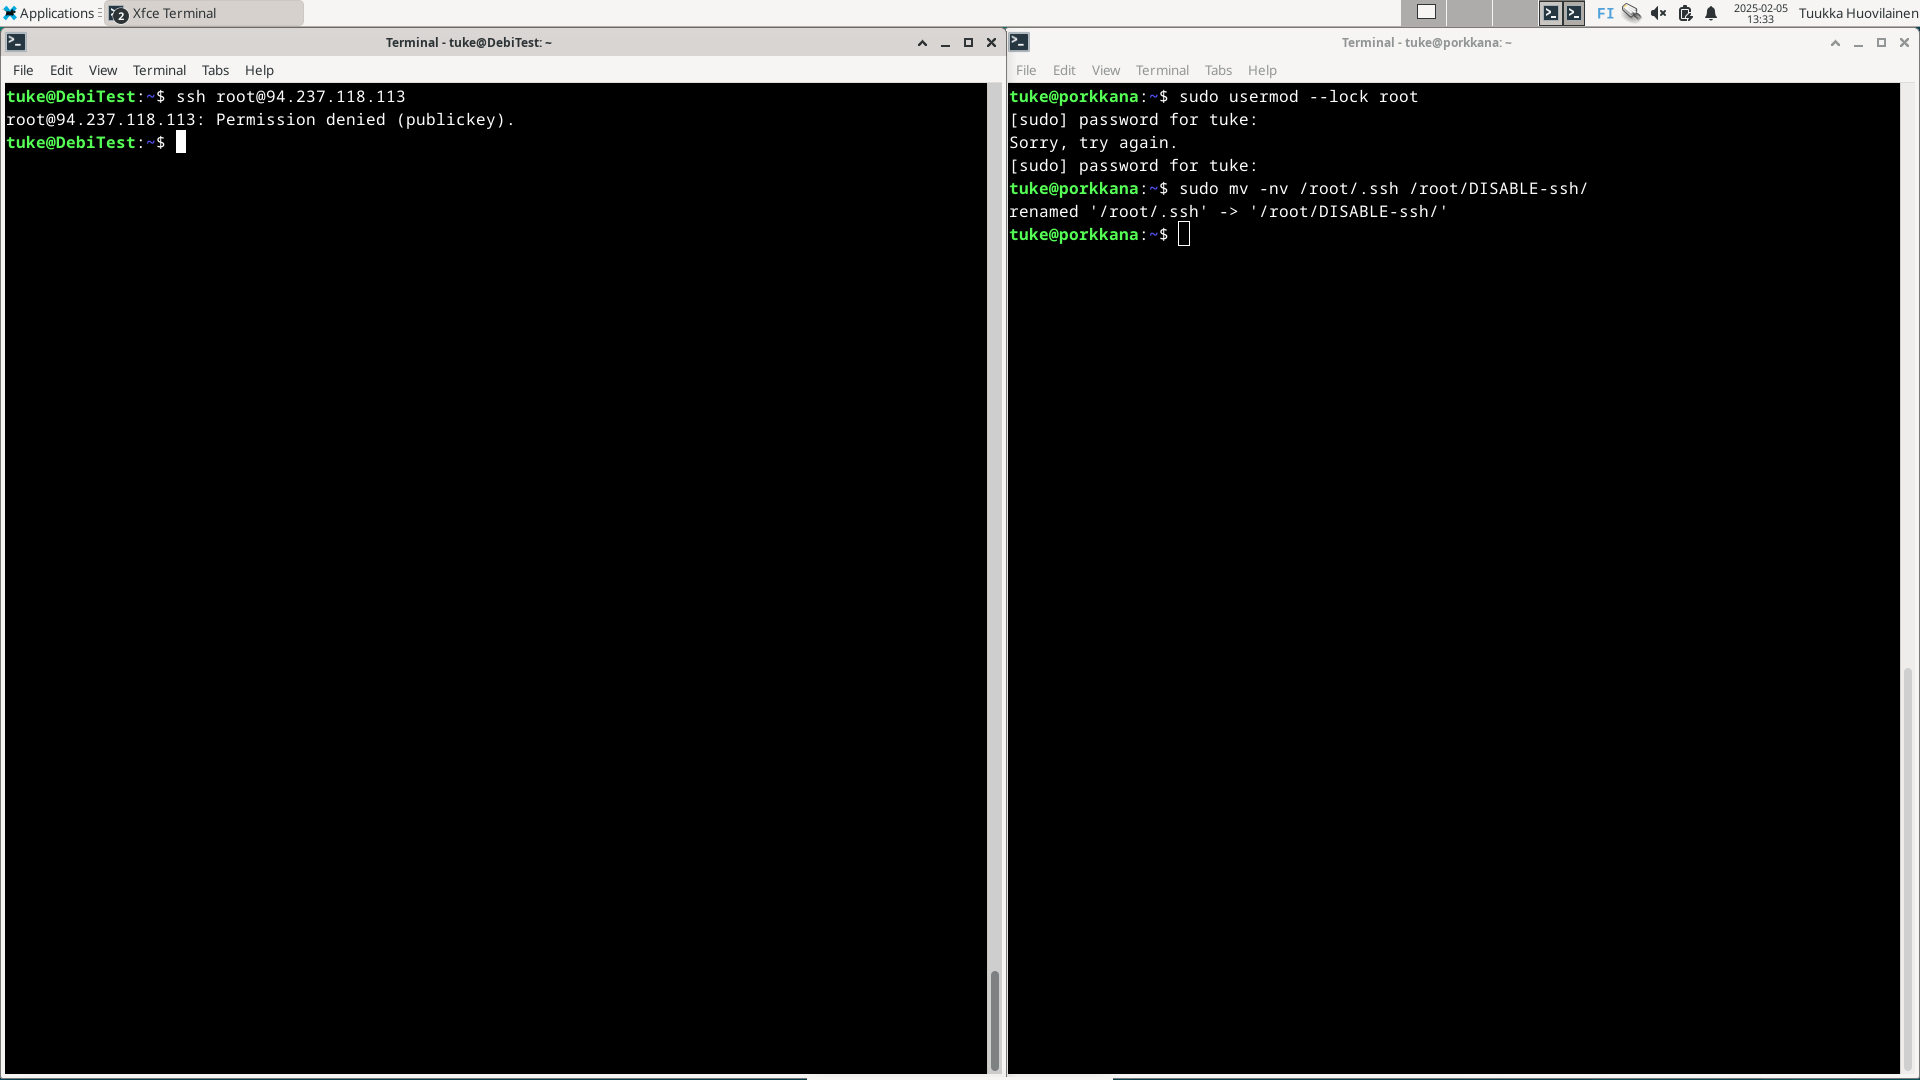 Applications 2 Xfce Terminal FI 2025-02-05 13:33 Tuukka Huovilainen
Terminal - tuke@DebiTest: ~
File Edit View Terminal Tabs Help
tuke@DebiTest:~$ ssh root@94.237.118.113
root@94.237.118.113: Permission denied (publickey).
tuke@DebiTest:~$
Terminal - tuke@porkkana: ~
File Edit View Terminal Tabs Help
tuke@porkkana:~$ sudo usermod --lock root
[sudo] password for tuke:
Sorry, try again.
[sudo] password for tuke:
tuke@porkkana:~$ sudo mv -nv /root/.ssh /root/DISABLE-ssh/
renamed '/root/.ssh' -> '/root/DISABLE-ssh/'
tuke@porkkana:~$